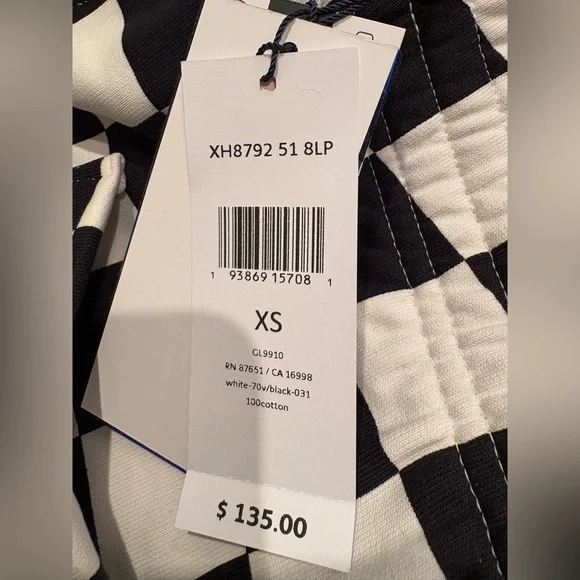 XH8792 51 8LP
1 93869 15708 1
XS
GL9910
RN 87651 / CA 16998
white-70v/black-031
100cotton
$ 135.00